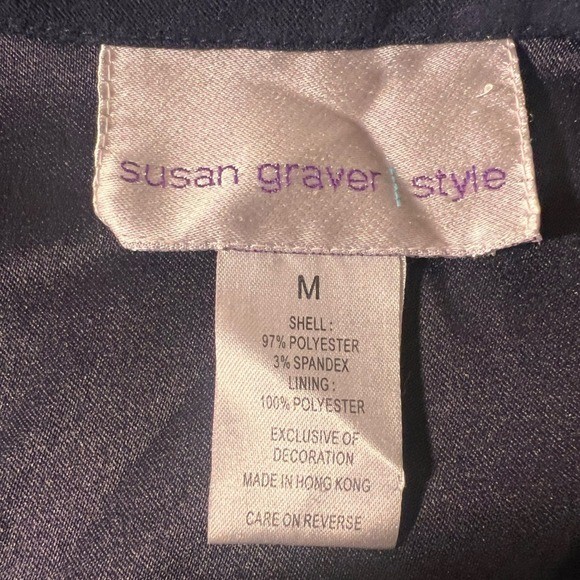 susan graver | style
M
SHELL :
97% POLYESTER
3% SPANDEX
LINING :
100% POLYESTER
EXCLUSIVE OF
DECORATION
MADE IN HONG KONG
CARE ON REVERSE